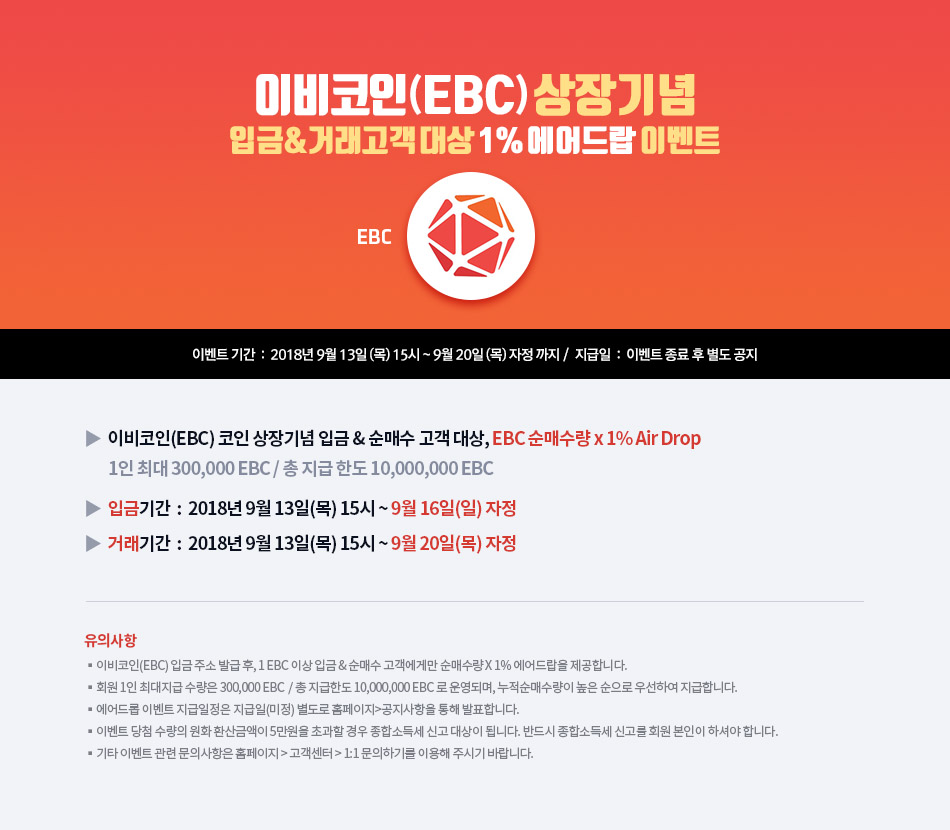 이비코인(EBC) 상장기념
입금&거래고객 대상 1% 에어드랍 이벤트
EBC
이벤트 기간 : 2018년 9월 13일 (목) 15시 ~ 9월 20일 (목) 자정 까지 / 지급일 : 이벤트 종료 후 별도 공지
▶ 이비코인(EBC) 코인 상장기념 입금 & 순매수 고객 대상, EBC 순매수량 x 1% Air Drop
1인 최대 300,000 EBC / 총 지급 한도 10,000,000 EBC
▶ 입금기간 : 2018년 9월 13일(목) 15시 ~ 9월 16일(일) 자정
▶ 거래기간 : 2018년 9월 13일(목) 15시 ~ 9월 20일(목) 자정
유의사항
▪ 이비코인(EBC) 입금 주소 발급 후, 1 EBC 이상 입금 & 순매수 고객에게만 순매수량 X 1% 에어드랍을 제공합니다.
▪ 회원 1인 최대지급 수량은 300,000 EBC / 총 지급한도 10,000,000 EBC 로 운영되며, 누적순매수량이 높은 순으로 우선하여 지급합니다.
▪ 에어드롭 이벤트 지급일정은 지급일(미정) 별도로 홈페이지>공지사항을 통해 발표합니다.
▪ 이벤트 당첨 수량의 원화 환산금액이 5만원을 초과할 경우 종합소득세 신고 대상이 됩니다. 반드시 종합소득세 신고를 회원 본인이 하셔야 합니다.
▪ 기타 이벤트 관련 문의사항은 홈페이지 > 고객센터 > 1:1 문의하기를 이용해 주시기 바랍니다.